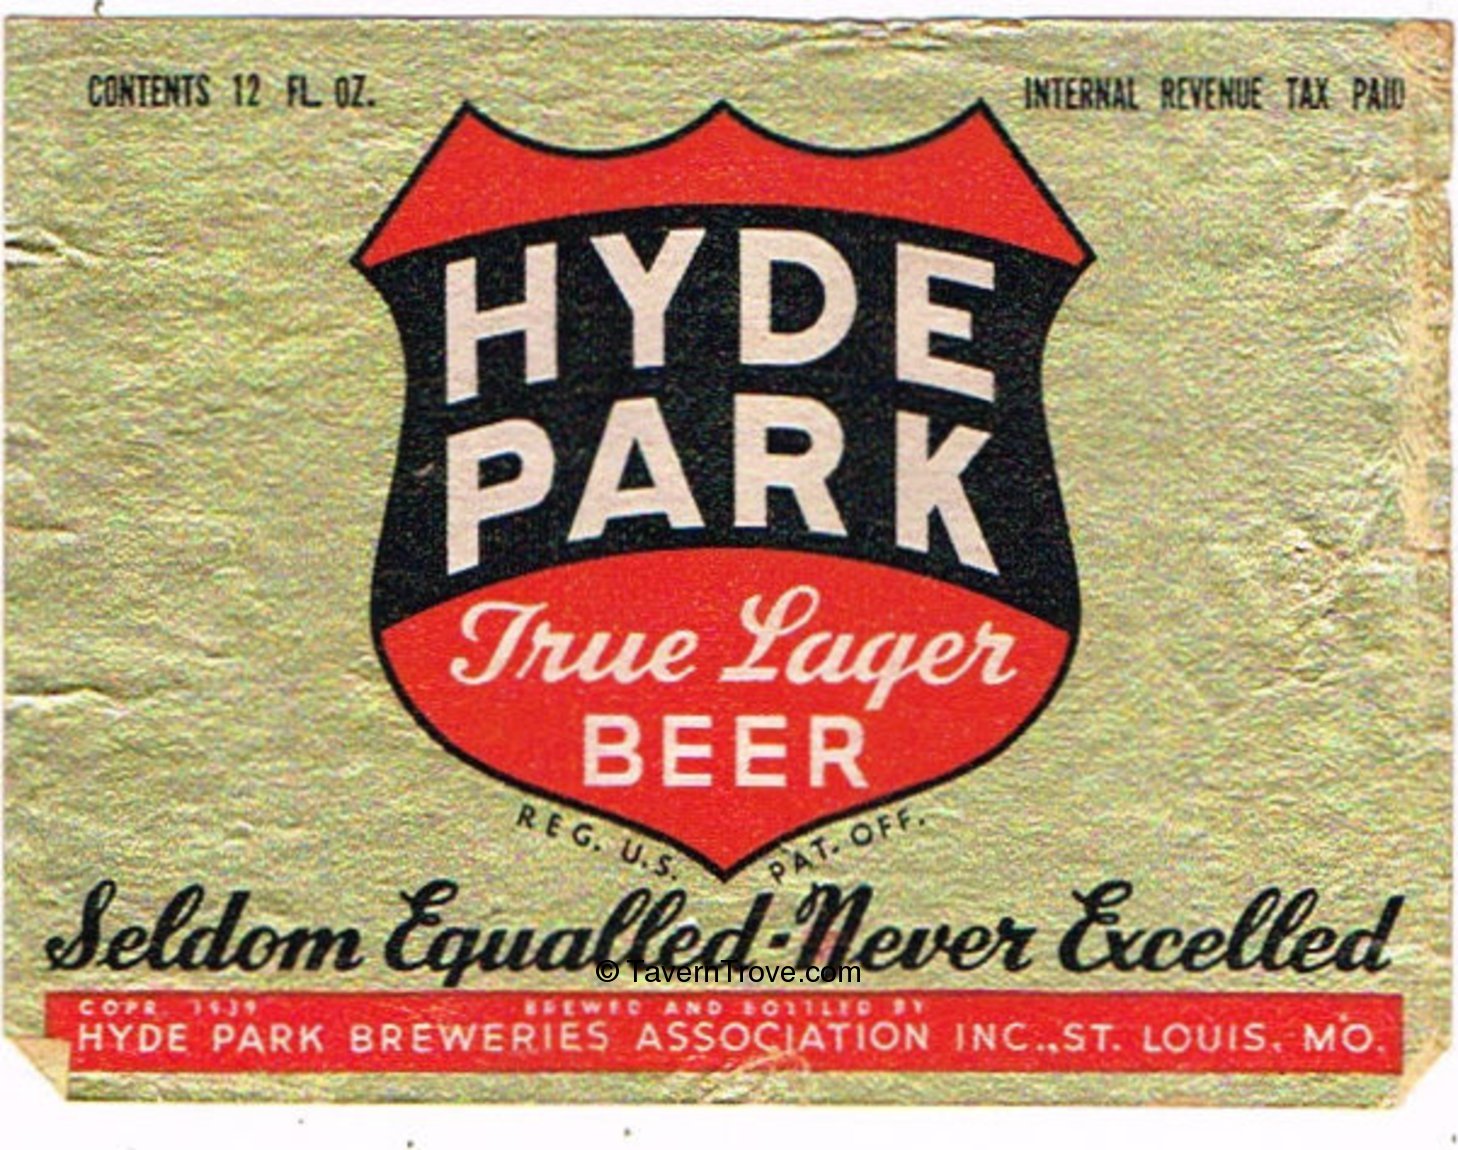 CONTENTS 12 FL. OZ.
INTERNAL REVENUE TAX PAID
HYDE
PARK
True Lager
BEER
REG. U.S. PAT. OFF.
Seldom Equalled-Never Excelled
© TavernTrove.com
COPR. 1939 BREWED AND BOTTLED BY
HYDE PARK BREWERIES ASSOCIATION INC., ST. LOUIS, MO.